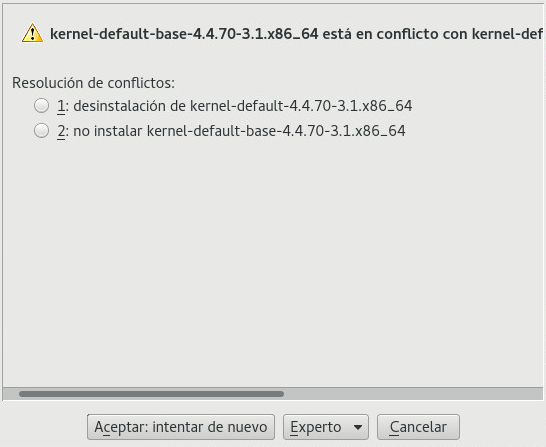 kernel-default-base-4.4.70-3.1.x86_64 está en conflicto con kernel-def
Resolución de conflictos:
1: desinstalación de kernel-default-4.4.70-3.1.x86_64
2: no instalar kernel-default-base-4.4.70-3.1.x86_64
Aceptar: intentar de nuevo
Experto
Cancelar